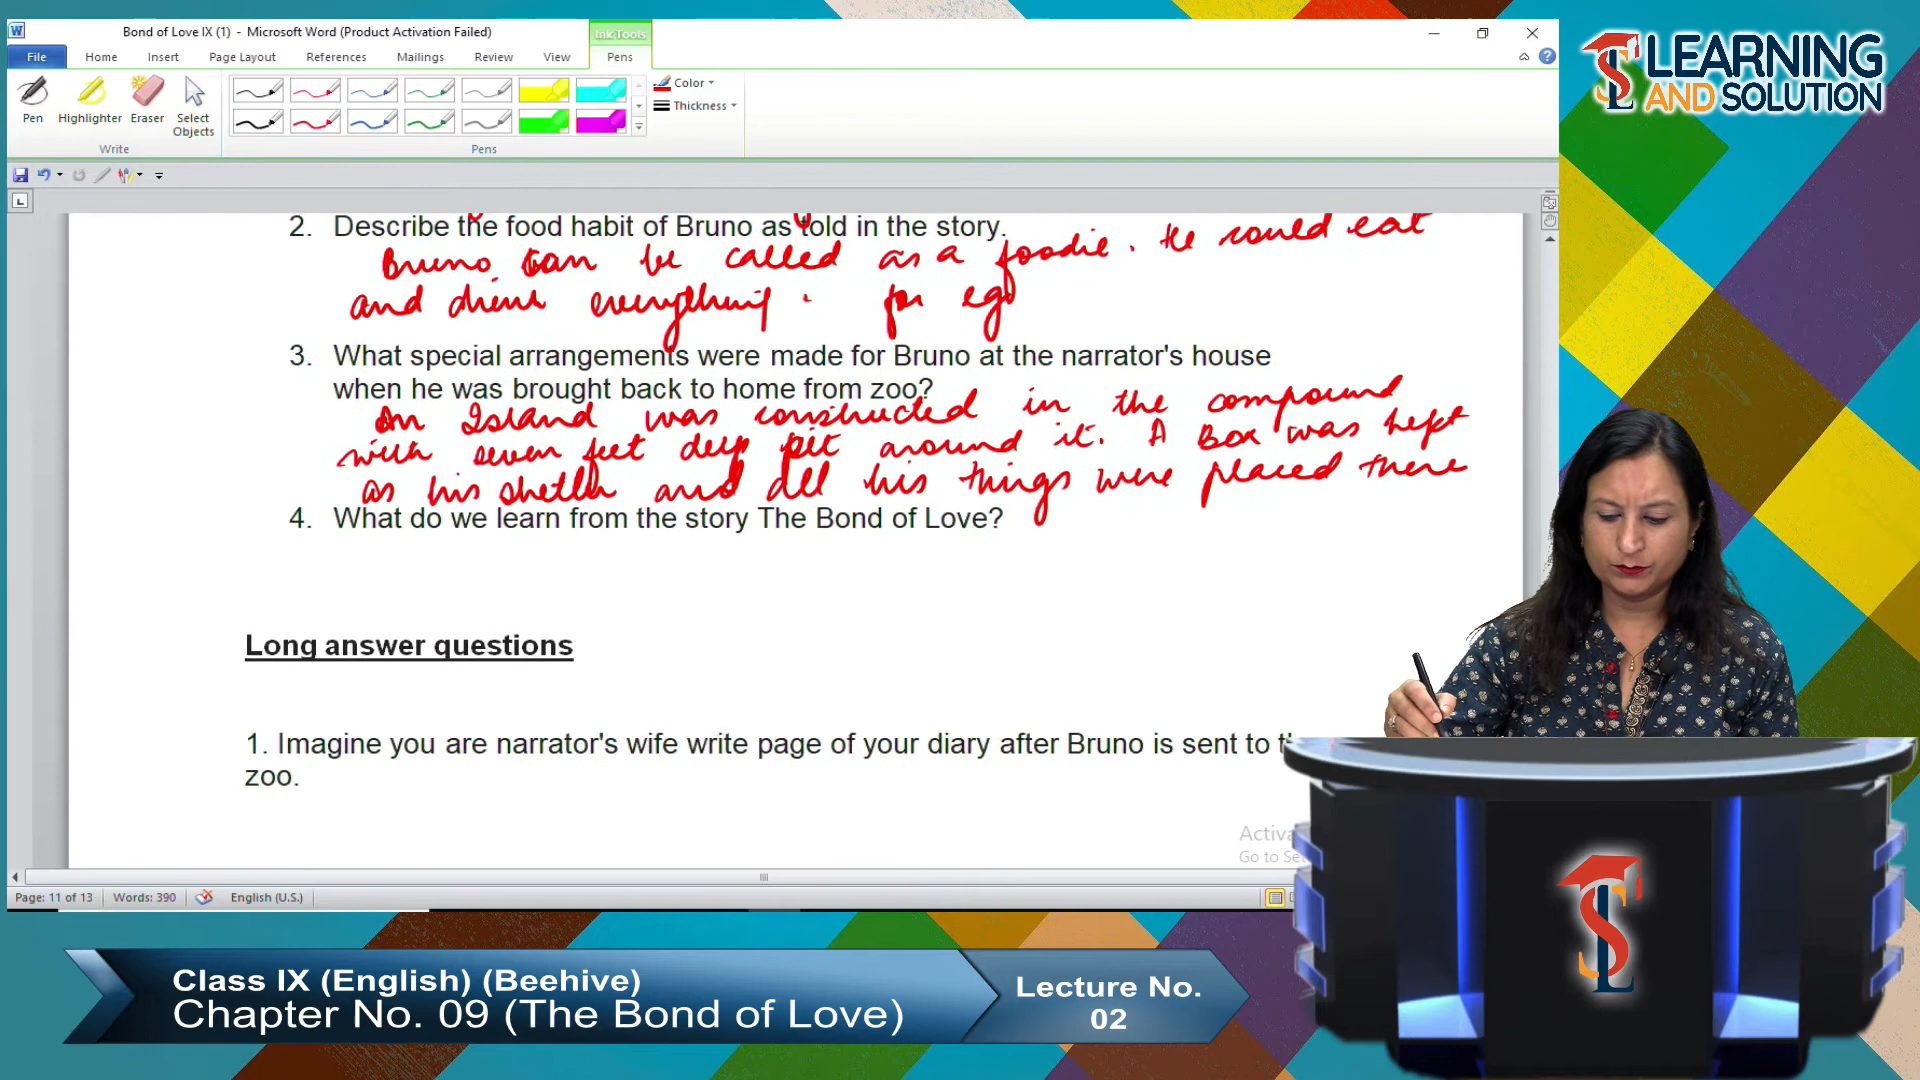 Bond of Love IX (1) - Microsoft Word (Product Activation Failed)
Ink Tools
File Home Insert Page Layout References Mailings Review View Pens
Pen Highlighter Eraser Select Objects
Color
Thickness
Write Pens
LEARNING
AND SOLUTION
2. Describe the food habit of Bruno as told in the story.
Bruno can be called as a foodie. He could eat
and drink everything. for eg
3. What special arrangements were made for Bruno at the narrator's house
when he was brought back to home from zoo?
An Island was constructed in the compound
with seven feet deep pit around it. A Box was kept
as his shelter and all his things were placed there
4. What do we learn from the story The Bond of Love?
Long answer questions
1. Imagine you are narrator's wife write page of your diary after Bruno is sent to
zoo.
Page: 11 of 13 Words: 390 English (U.S.)
Class IX (English) (Beehive)
Chapter No. 09 (The Bond of Love)
Lecture No.
02